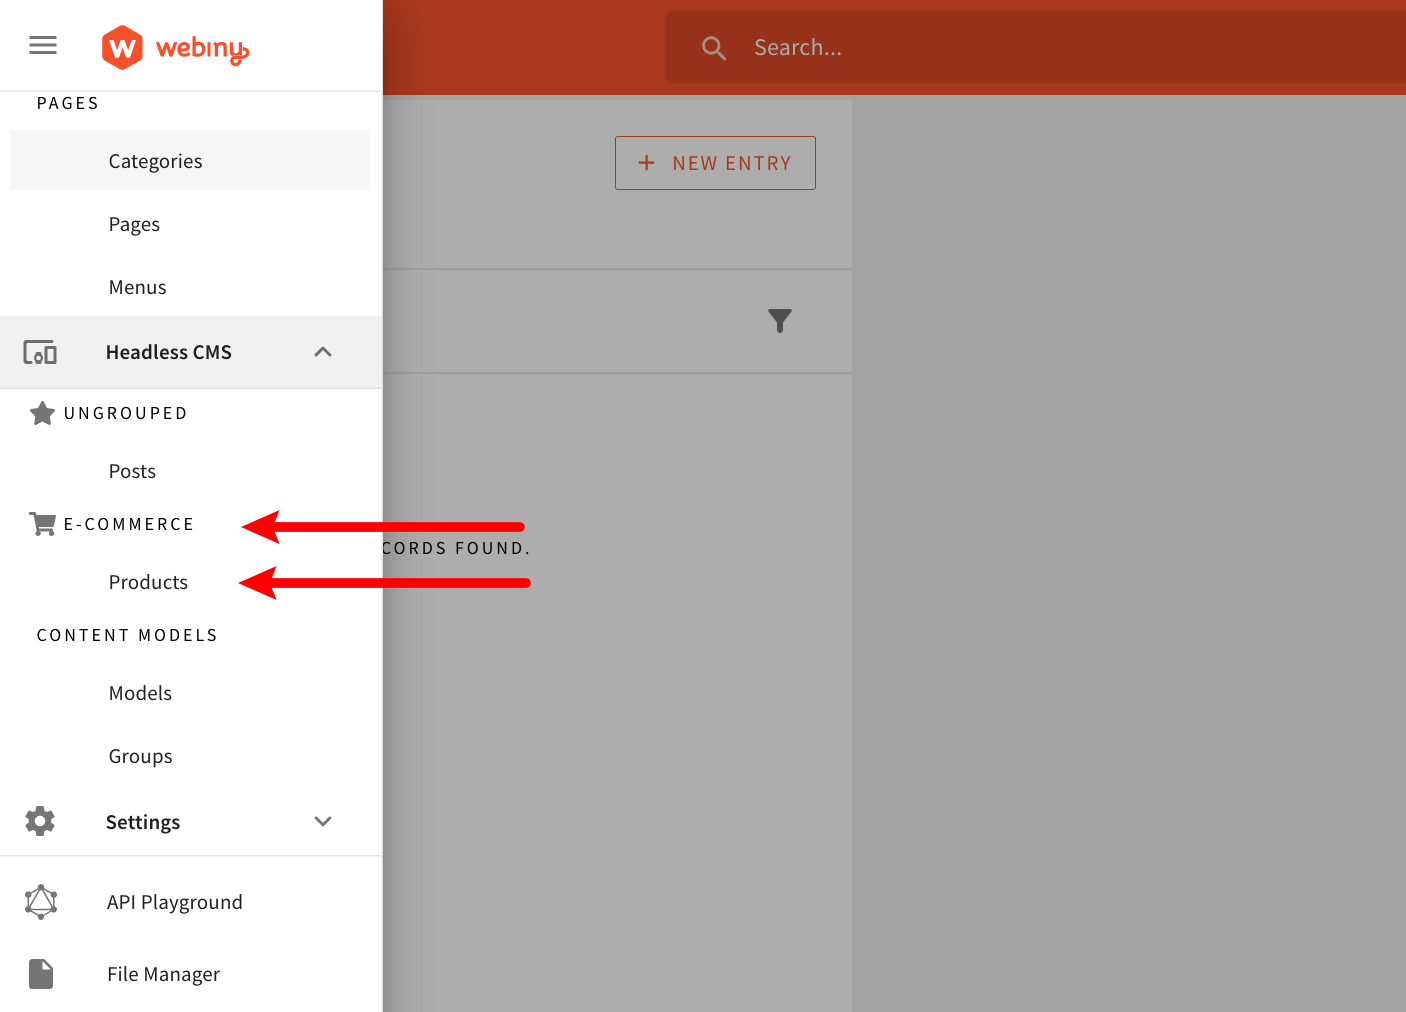 webiny
Search...
PAGES
Categories
+ NEW ENTRY
Pages
Menus
Headless CMS
UNGROUPED
Posts
E-COMMERCE
CORDS FOUND.
Products
CONTENT MODELS
Models
Groups
Settings
API Playground
File Manager